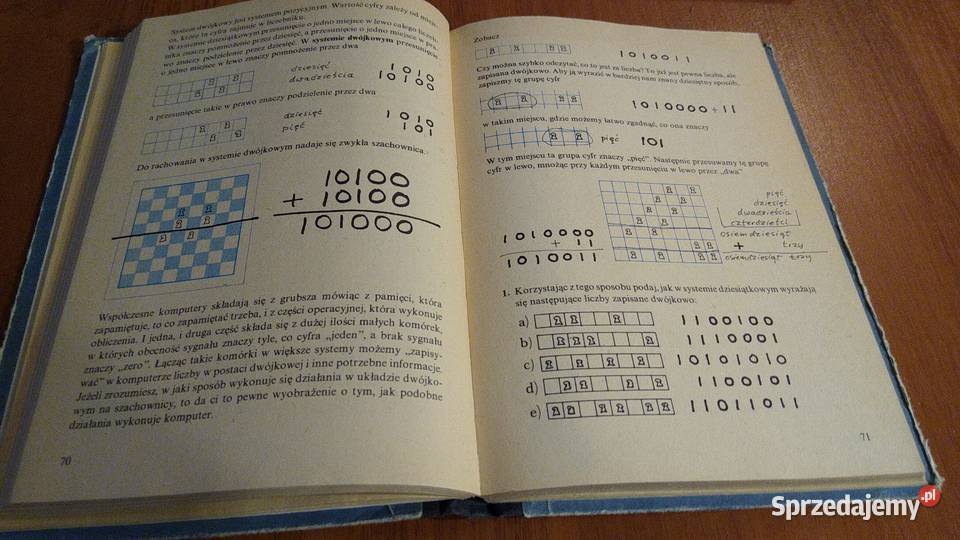 System dwójkowy jest systemem pozycyjnym. Wartość cyfry zależy od miejs-
ca, które ta cyfra zajmuje w liczebniku.
W systemie dziesiątkowym przesunięcie o jedno miejsce w lewo całego liczeb-
nika znaczy pomnożenie przez dziesięć, a przesunięcie o jedno miejsce w pra-
wo znaczy podzielenie przez dziesięć. W systemie dwójkowym przesunięcie
o jedno miejsce w lewo znaczy pomnożenie przez dwa
dziesięć 1010
dwadzieścia 10100
a przesunięcie takie w prawo znaczy podzielenie przez dwa
dziesięć 1010
pięć 101
Do rachowania w systemie dwójkowym nadaje się zwykła szachownica.
10100
+ 10100
101000
Współczesne komputery składają się z grubsza mówiąc z pamięci, która
zapamiętuje, to co zapamiętać trzeba, i z części operacyjnej, która wykonuje
obliczenia. I jedna, i druga część składa się z dużej ilości małych komórek,
w których obecność sygnału znaczy tyle, co cyfra „jeden”, a brak sygnału
znaczy „zero”. Łącząc takie komórki w większe systemy możemy „zapisy-
wać” w komputerze liczby w postaci dwójkowej i inne potrzebne informacje.
Jeżeli zrozumiesz, w jaki sposób wykonuje się działania w układzie dwójko-
wym na szachownicy, to da ci to pewne wyobrażenie o tym, jak podobne
działania wykonuje komputer.
70
Zobacz
1010011
Czy można szybko odczytać, co to jest za liczba? To już jest pewna liczba, ale
zapisana dwójkowo. Aby ją wyrazić w bardziej nam znany dziesiętny sposób,
zapiszmy tę grupę cyfr
1010000 + 11
w takim miejscu, gdzie możemy łatwo zgadnąć, co ona znaczy
pięć 101
W tym miejscu ta grupa cyfr znaczy „pięć”. Następnie przesuwamy tę grupę
cyfr w lewo, mnożąc przy każdym przesunięciu w lewo przez „dwa”
pięć
dziesięć
dwadzieścia
czterdzieści
1010000 osiemdziesiąt
+ 11 + trzy
1010011 osiemdziesiąt trzy
1. Korzystając z tego sposobu podaj, jak w systemie dziesiątkowym wyrażają
się następujące liczby zapisane dwójkowo:
a) 1100100
b) 1110001
c) 10101010
d) 1100101
e) 11011011
71
Sprzedajemy.pl